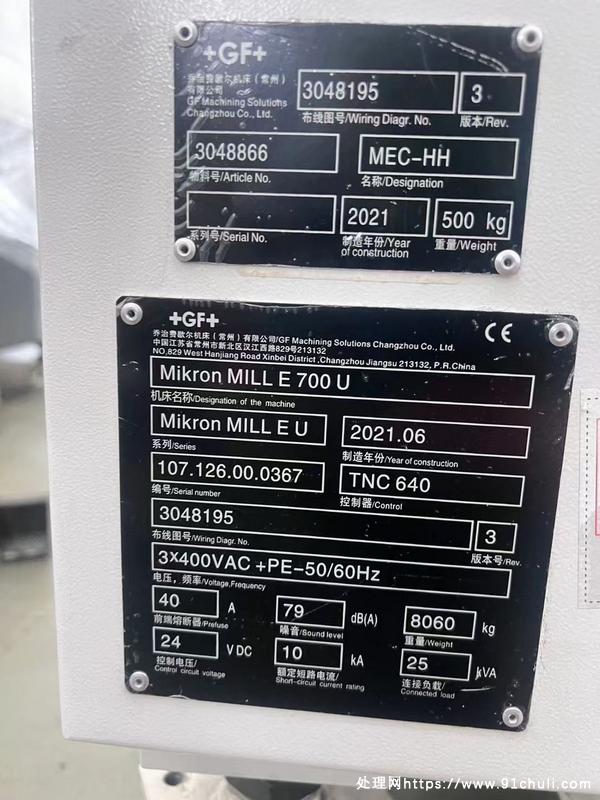 +GF+
乔治费歇尔机床（常州）
有限公司
GF Machining Solutions
Changzhou Co., Ltd.
3048195 3
布线图号/Wiring Diagr. No. 版本/Rev.
3048866 MEC-HH
物料号/Article No. 名称/Designation
2021 500 kg
系列号/Serial No. 制造年份/Year of construction 重量/Weight
+GF+
乔治费歇尔机床（常州）有限公司/GF Machining Solutions Changzhou Co., Ltd. CE
中国江苏省常州市新北区汉江西路829号213132
NO,829 West Hanjiang Road Xinbei District ,Changzhou Jiangsu 213132, P.R.China
Mikron MILL E 700 U
机床名称/Designation of the machine
Mikron MILL E U 2021.06
系列/Series 制造年份/Year of construction
107.126.00.0367 TNC 640
编号/Serial number 控制器/Control
3048195 3
布线图号/Wiring Diagr. No. 版本号/Rev.
3×400VAC +PE-50/60Hz
电压，频率/Voltage,Frequency
40 A 79 dB(A) 8060 kg
前端熔断器/Prefuse 噪音/Sound level 重量/Weight
24 V DC 10 kA 25 kVA
控制电压/Control circuit voltage 额定短路电流/Short-circuit current rating 连接负载/Connected load
处理网https://www.91chuli.com